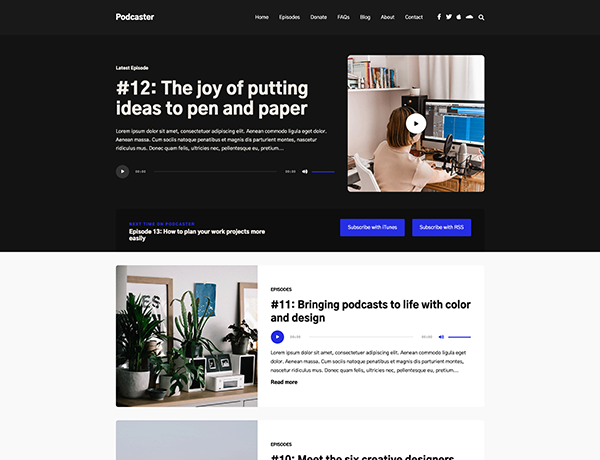 Podcaster
Home Episodes Donate FAQs Blog About Contact
Latest Episode
#12: The joy of putting
ideas to pen and paper
Lorem ipsum dolor sit amet, consectetuer adipiscing elit. Aenean commodo ligula eget dolor.
Aenean massa. Cum sociis natoque penatibus et magnis dis parturient montes, nascetur
ridiculus mus. Donec quam felis, ultricies nec, pellentesque eu, pretium...
00:00 00:00
NEXT TIME ON PODCASTER
Episode 13: How to plan your work projects more
easily
Subscribe with iTunes
Subscribe with RSS
YES
EPISODES
#11: Bringing podcasts to life with color
and design
00:00 00:00
Lorem ipsum dolor sit amet, consectetuer adipiscing elit. Aenean commodo ligula eget dolor.
Aenean massa. Cum sociis natoque penatibus et magnis dis parturient montes, nascetur
ridiculus mus. Donec quam felis, ultricies nec, pellentesque eu, pretium...
Read more
EPISODES
#10: Meet the six creative designers